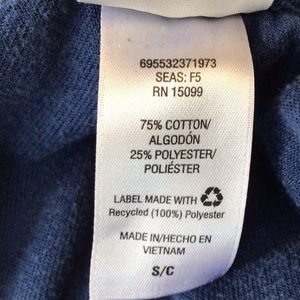 695532371973
SEAS: F5
RN 15099
75% COTTON/
ALGODÓN
25% POLYESTER/
POLIÉSTER
LABEL MADE WITH
Recycled (100%) Polyester
MADE IN/HECHO EN
VIETNAM
S/C